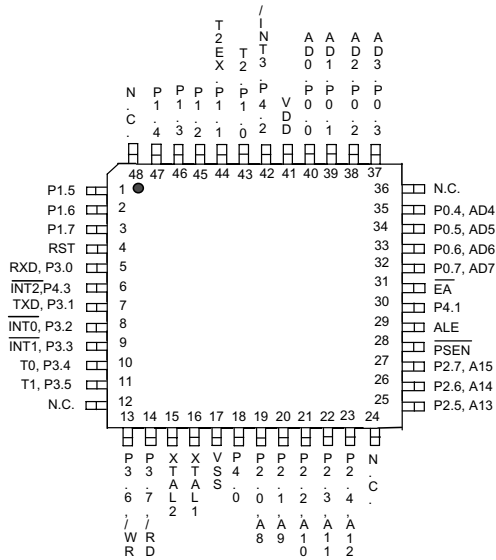 N.C.
P1.4
P1.3
P1.2
T2EX.P1.1
T2.P1.0
/INT3.P4.2
VDD
AD0.P0.0
AD1.P0.1
AD2.P0.2
AD3.P0.3
48 47 46 45 44 43 42 41 40 39 38 37
P1.5 1
P1.6 2
P1.7 3
RST 4
RXD, P3.0 5
INT2,P4.3 6
TXD, P3.1 7
INT0, P3.2 8
INT1, P3.3 9
T0, P3.4 10
T1, P3.5 11
N.C. 12
36 N.C.
35 P0.4, AD4
34 P0.5, AD5
33 P0.6, AD6
32 P0.7, AD7
31 EA
30 P4.1
29 ALE
28 PSEN
27 P2.7, A15
26 P2.6, A14
25 P2.5, A13
13 14 15 16 17 18 19 20 21 22 23 24
P3.6,/WR
P3.7,/RD
XTAL2
XTAL1
VSS
P4.0
P2.0,A8
P2.1,A9
P2.2,A10
P2.3,A11
P2.4,A12
N.C.